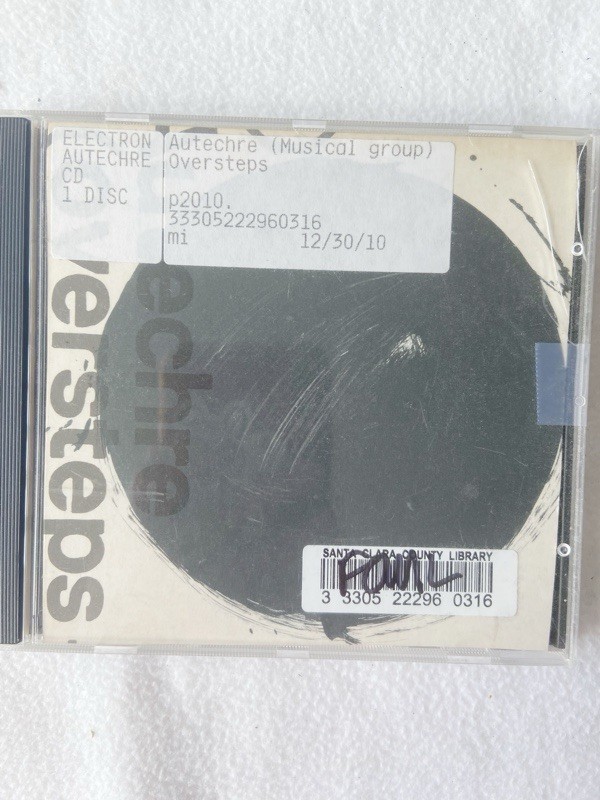 ELECTRON
AUTECHRE
CD
1 DISC
Autechre (Musical group)
Oversteps
p2010.
33305222960316
mi 12/30/10
echre
versteps
SANTA CLARA COUNTY LIBRARY
3 3305 22296 0316